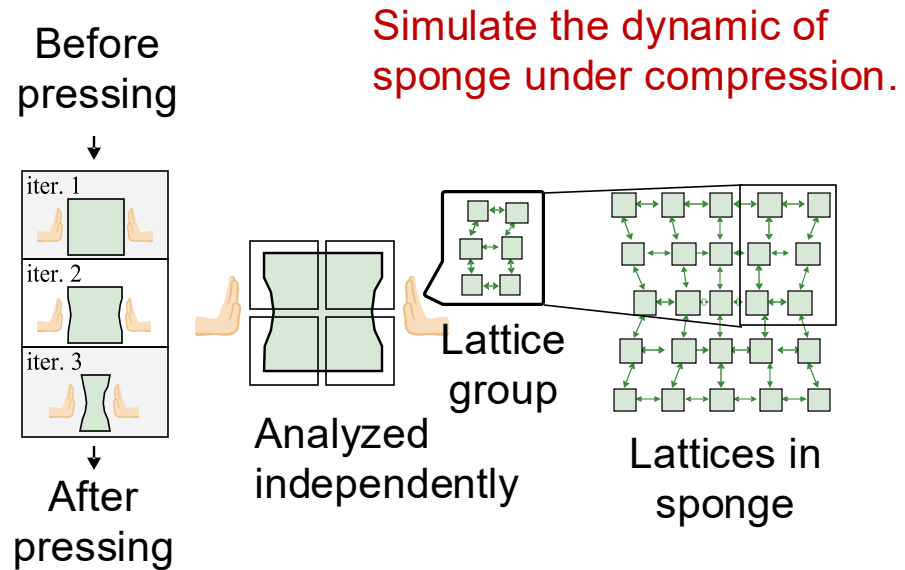 Simulate the dynamic of
sponge under compression.
Before
pressing
iter. 1
iter. 2
iter. 3
After
pressing
Analyzed
independently
Lattice
group
Lattices in
sponge